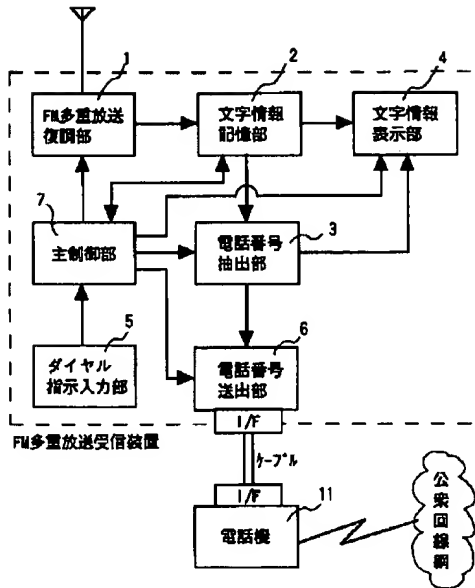 1
2
4
FM多重放送
復調部
文字情報
記憶部
文字情報
表示部
7
3
主制御部
電話番号
抽出部
5
6
ダイヤル
指示入力部
電話番号
送出部
I/F
FM多重放送受信装置
ケーブル
I/F
11
電話機
公衆回線網